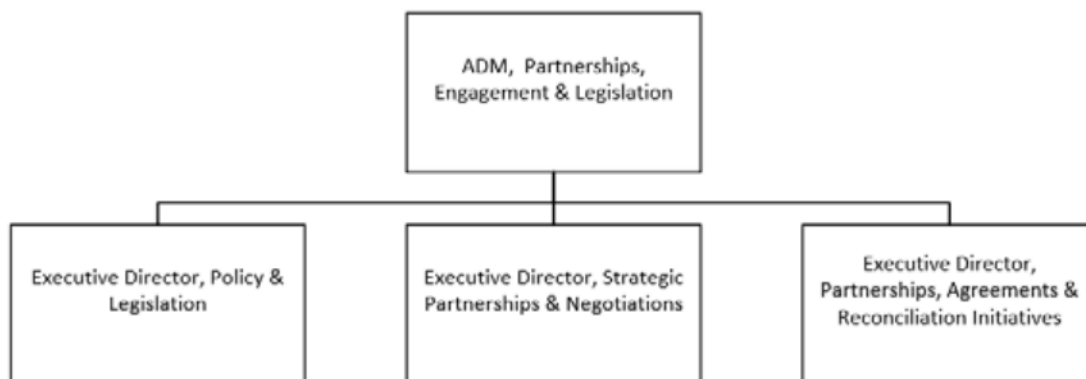 ADM, Partnerships,
Engagement & Legislation
Executive Director, Policy &
Legislation
Executive Director, Strategic
Partnerships & Negotiations
Executive Director,
Partnerships, Agreements &
Reconciliation Initiatives